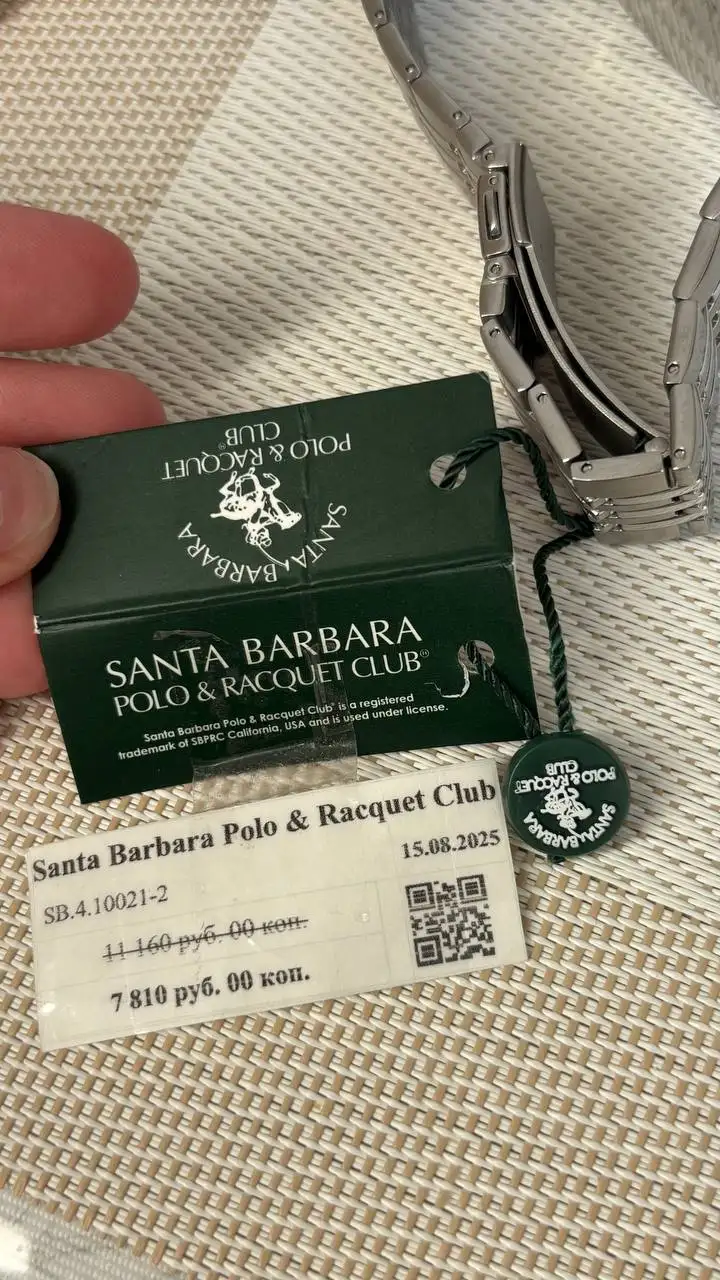 SANTA BARBARA
POLO & RACQUET
CLUB®
SANTA BARBARA
POLO & RACQUET CLUB®
Santa Barbara Polo & Racquet Club® is a registered
trademark of SBPRC California, USA and is used under license.
SANTA BARBARA
POLO & RACQUET
CLUB
Santa Barbara Polo & Racquet Club
15.08.2025
SB.4.10021-2
11 160 руб. 00 коп.
7 810 руб. 00 коп.